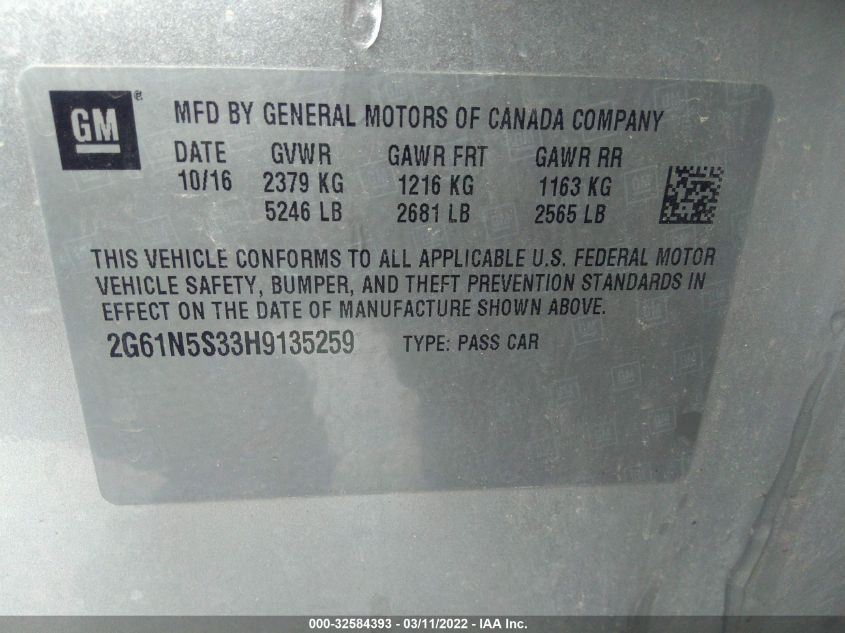 GM®
MFD BY GENERAL MOTORS OF CANADA COMPANY
DATE GVWR GAWR FRT GAWR RR
10/16 2379 KG 1216 KG 1163 KG
5246 LB 2681 LB 2565 LB
THIS VEHICLE CONFORMS TO ALL APPLICABLE U.S. FEDERAL MOTOR
VEHICLE SAFETY, BUMPER, AND THEFT PREVENTION STANDARDS IN
EFFECT ON THE DATE OF MANUFACTURE SHOWN ABOVE.
2G61N5S33H9135259 TYPE: PASS CAR
000-32584393 - 03/11/2022 - IAA Inc.